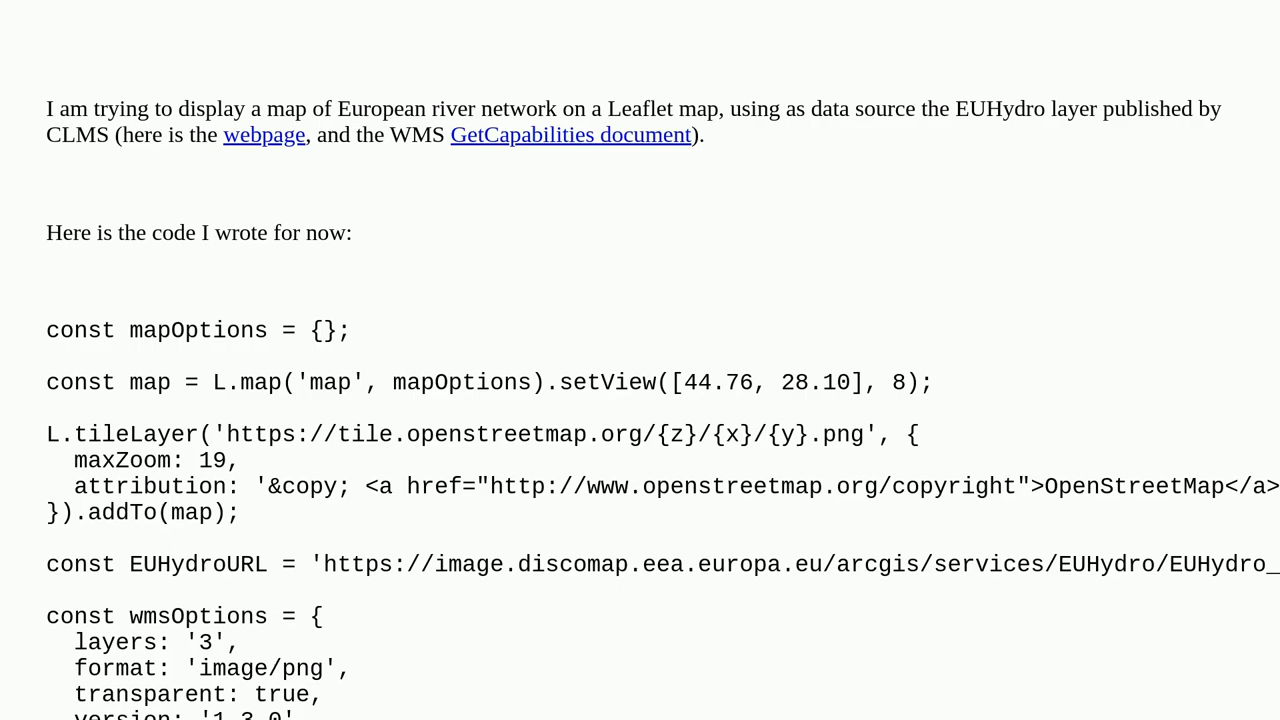 I am trying to display a map of European river network on a Leaflet map, using as data source the EUHydro layer published by
CLMS (here is the webpage, and the WMS GetCapabilities document).
Here is the code I wrote for now:
const mapOptions = {};
const map = L.map('map', mapOptions).setView([44.76, 28.10], 8);
L.tileLayer('https://tile.openstreetmap.org/{z}/{x}/{y}.png', {
  maxZoom: 19,
  attribution: '&copy; <a href="http://www.openstreetmap.org/copyright">OpenStreetMap</a>
}).addTo(map);
const EUHydroURL = 'https://image.discomap.eea.europa.eu/arcgis/services/EUHydro/EUHydro_
const wmsOptions = {
  layers: '3',
  format: 'image/png',
  transparent: true,
  version: '1.3.0'